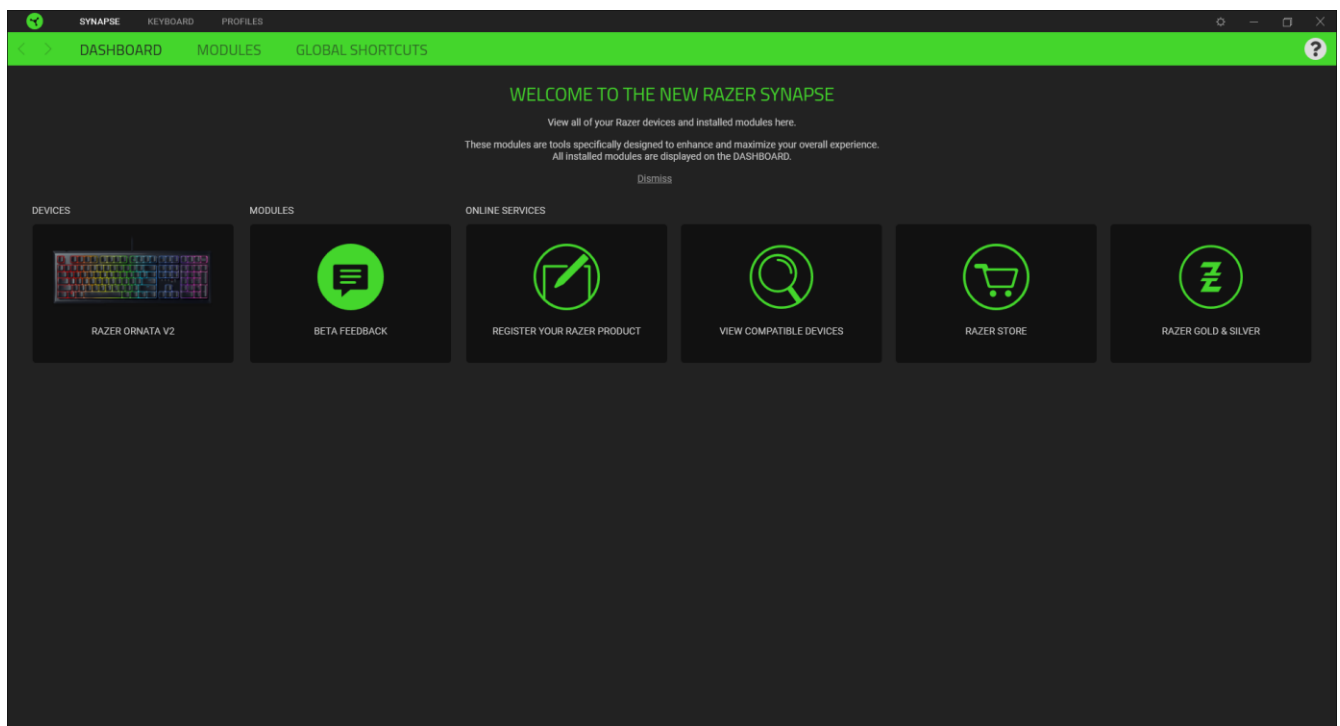 SYNAPSE KEYBOARD PROFILES
DASHBOARD MODULES GLOBAL SHORTCUTS ?
WELCOME TO THE NEW RAZER SYNAPSE
View all of your Razer devices and installed modules here.
These modules are tools specifically designed to enhance and maximize your overall experience.
All installed modules are displayed on the DASHBOARD.
Dismiss
DEVICES MODULES ONLINE SERVICES
RAZER ORNATA V2 BETA FEEDBACK REGISTER YOUR RAZER PRODUCT VIEW COMPATIBLE DEVICES RAZER STORE RAZER GOLD & SILVER